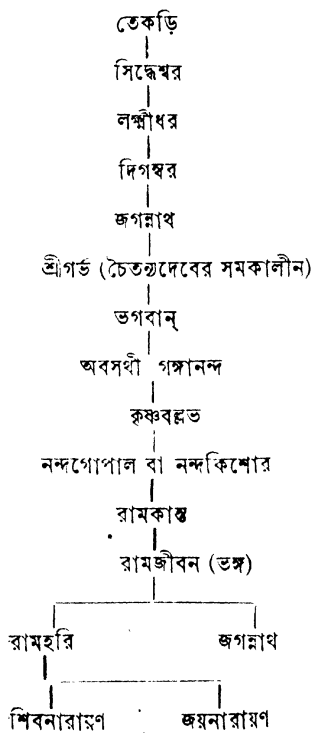 তেকড়ি
সিদ্ধেশ্বর
লক্ষ্মীধর
দিগম্বর
জগন্নাথ
শ্রীগর্ভ (চৈতন্যদেবের সমকালীন)
ভগবান্
অবসথী গঙ্গানন্দ
কৃষ্ণবল্লভ
নন্দগোপাল বা নন্দকিশোর
রামকান্ত
রামজীবন (ভঙ্গ)
রামহরি জগন্নাথ
শিবনারায়ণ জয়নারায়ণ